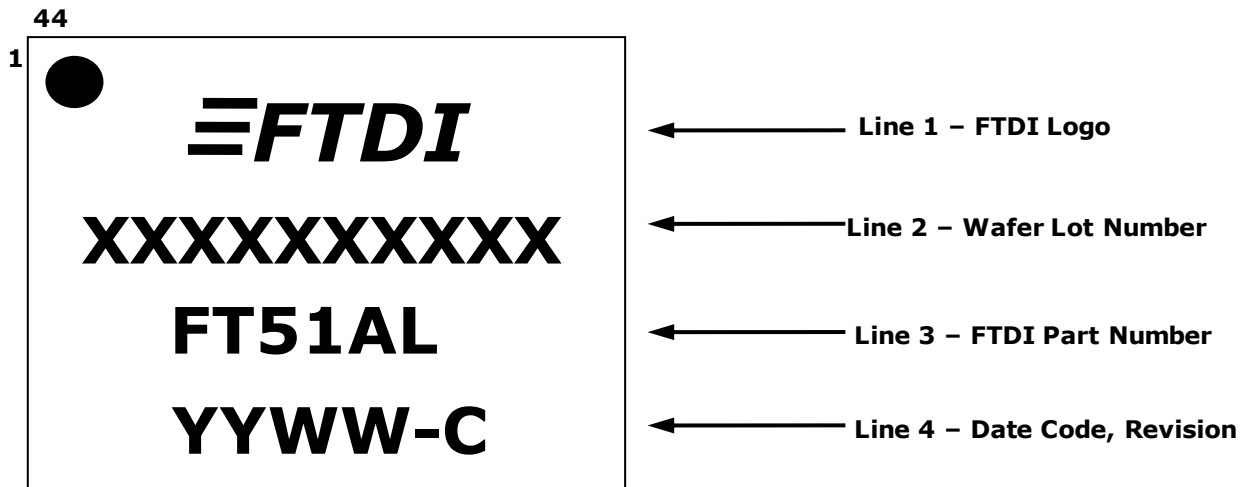 44
1
FTDI
Line 1 – FTDI Logo
XXXXXXXXXX
Line 2 – Wafer Lot Number
FT51AL
Line 3 – FTDI Part Number
YYWW-C
Line 4 – Date Code, Revision